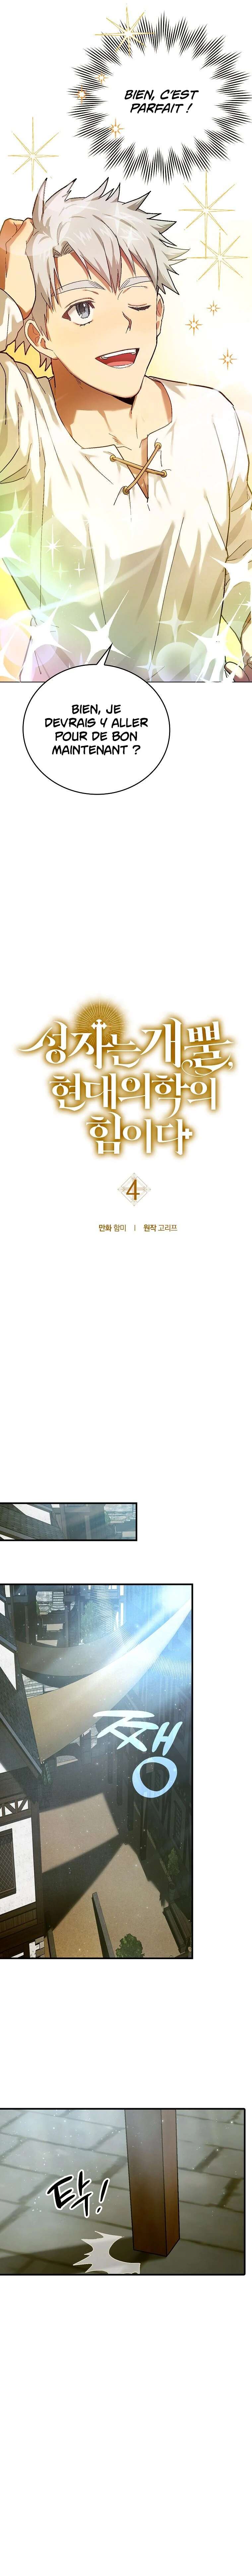 BIEN, C'EST
PARFAIT !
BIEN, JE
DEVRAIS Y ALLER
POUR DE BON
MAINTENANT ?
성자는 개뿔,
현대의학의
힘이다
4
만화 함미 | 원작 고리프
쨍
탁!